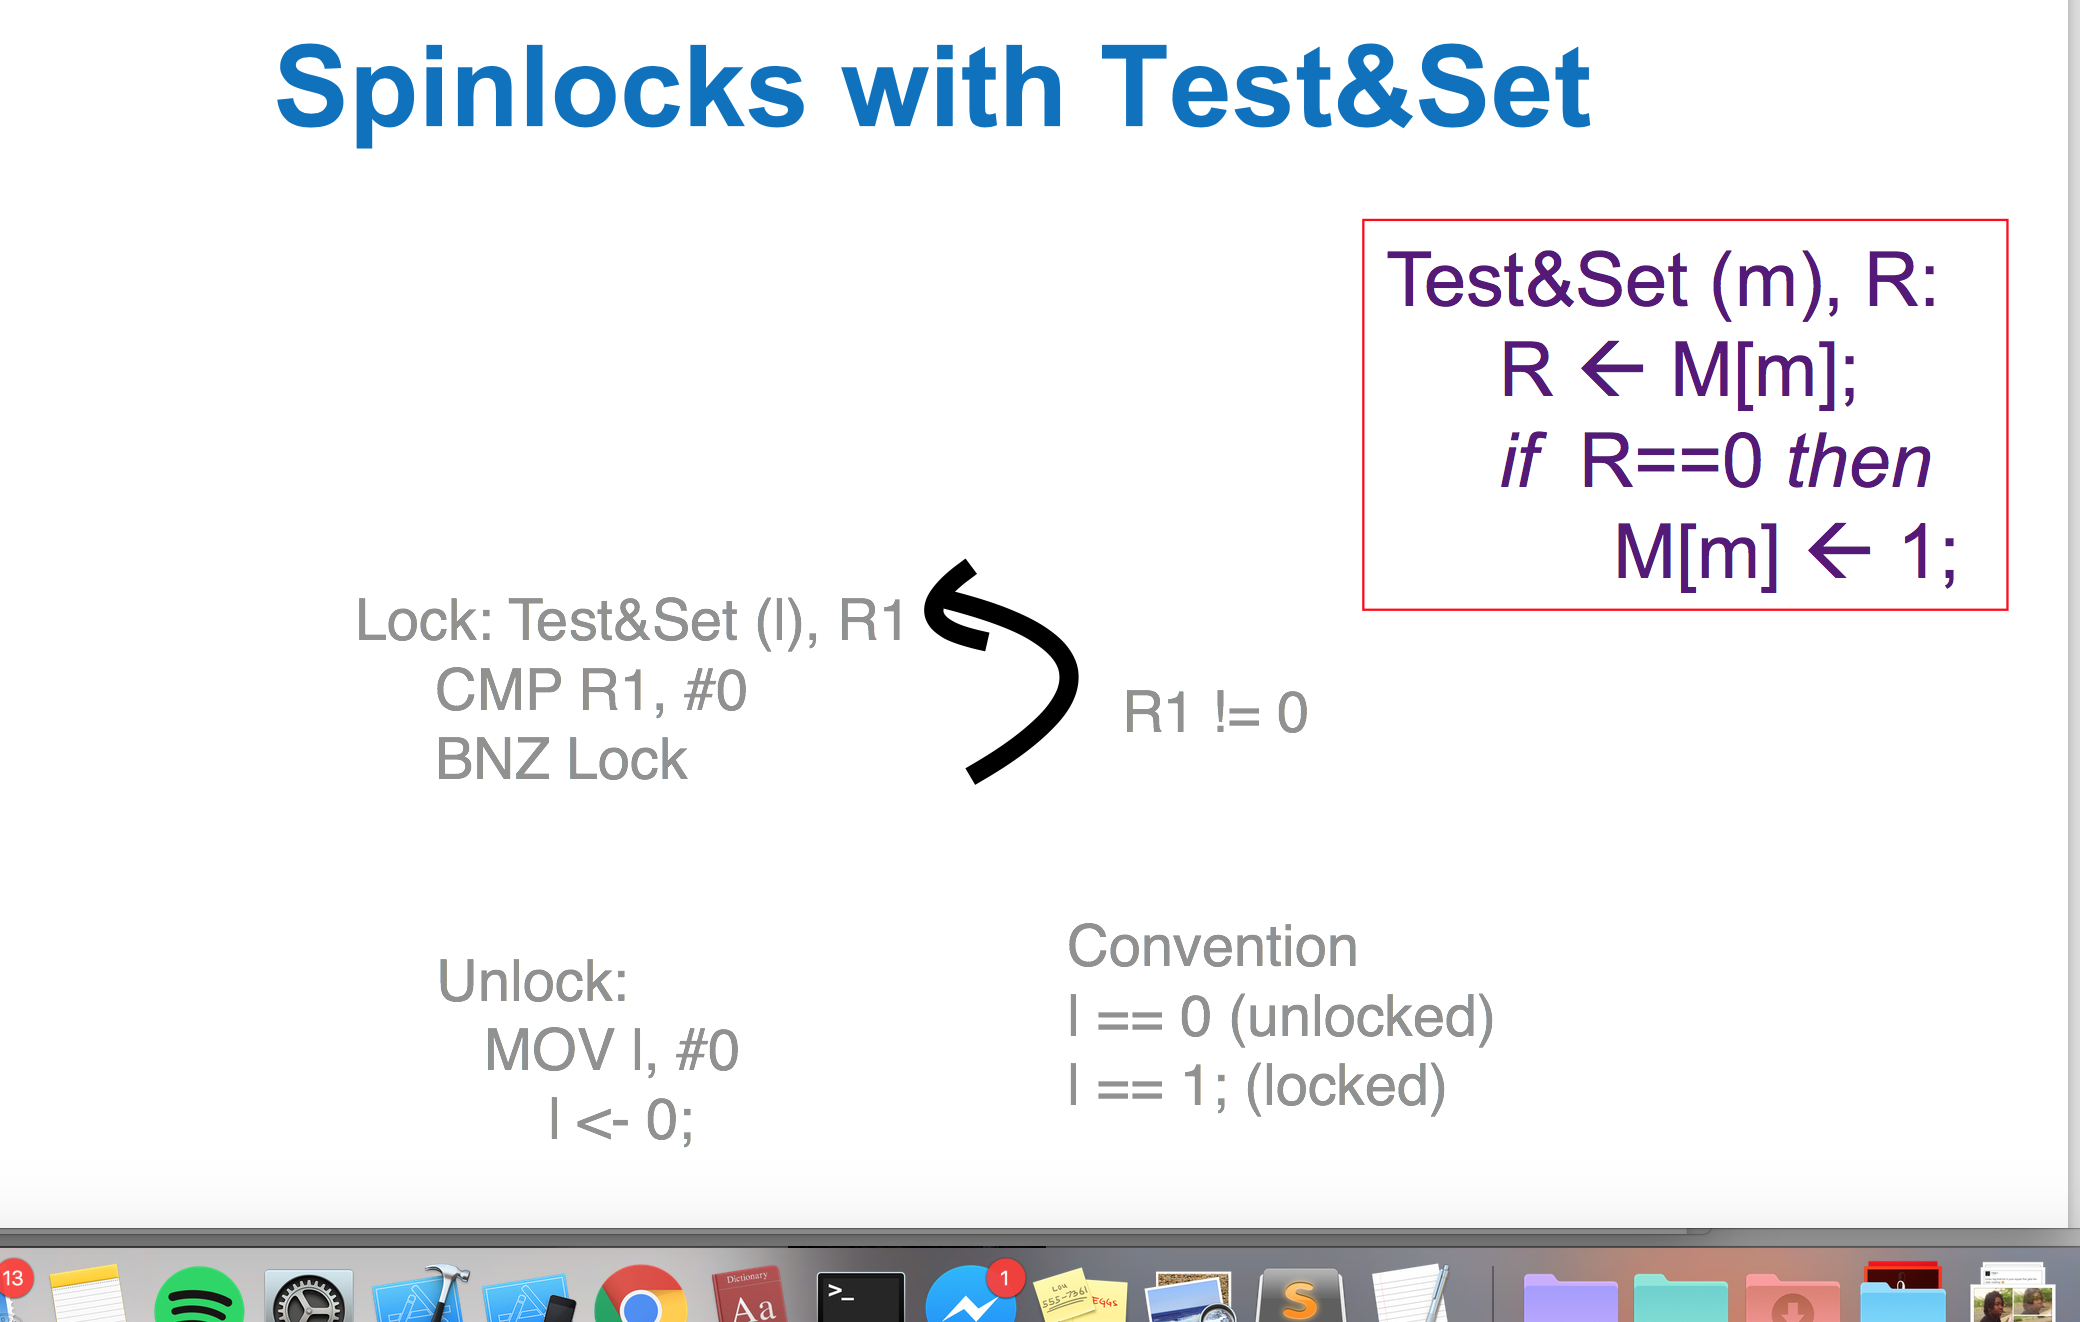 Spinlocks with Test&Set
Test&Set (m), R:
R ← M[m];
if R==0 then
M[m] ← 1;
Lock: Test&Set (l), R1
CMP R1, #0
BNZ Lock
R1 != 0
Unlock:
MOV l, #0
l <- 0;
Convention
l == 0 (unlocked)
l == 1; (locked)
13
Dictionary
Aa
>_
1
LOU
555-7361
EGGS
S